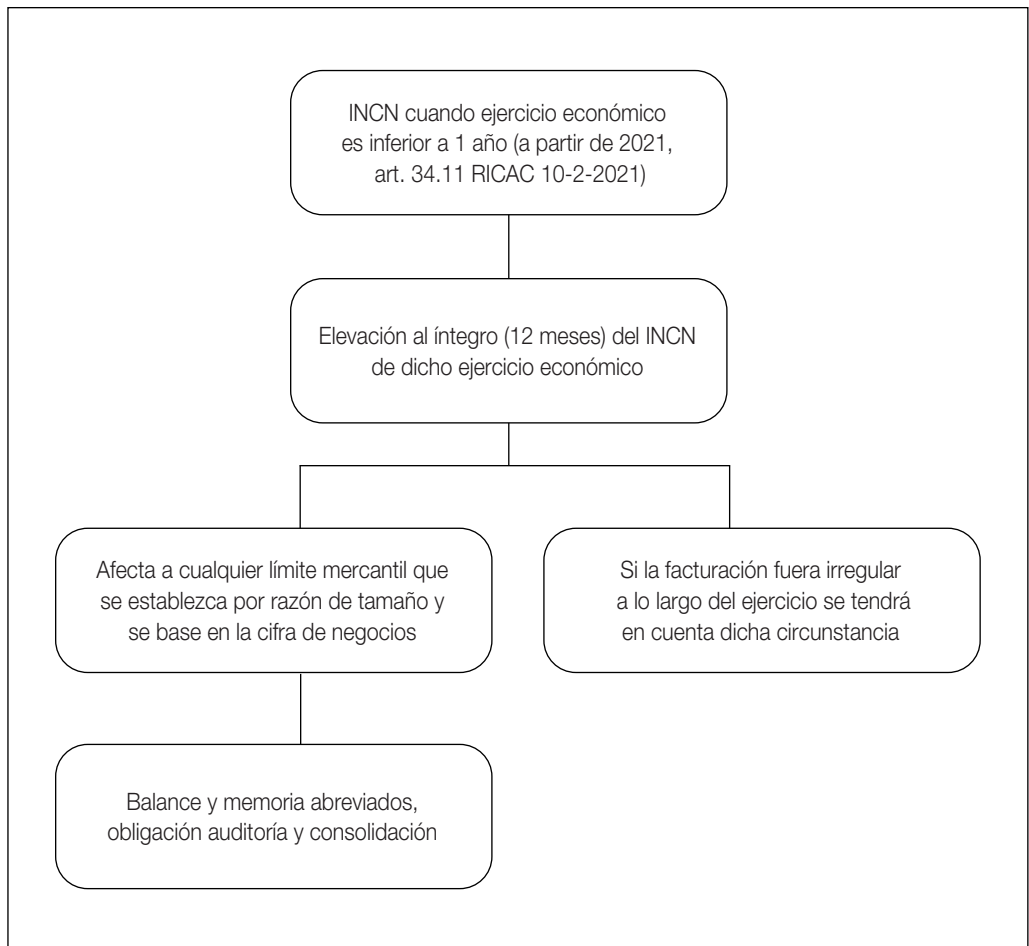 INCN cuando ejercicio económico
es inferior a 1 año (a partir de 2021,
art. 34.11 RICAC 10-2-2021)
Elevación al íntegro (12 meses) del INCN
de dicho ejercicio económico
Afecta a cualquier límite mercantil que
se establezca por razón de tamaño y
se base en la cifra de negocios
Si la facturación fuera irregular
a lo largo del ejercicio se tendrá
en cuenta dicha circunstancia
Balance y memoria abreviados,
obligación auditoría y consolidación